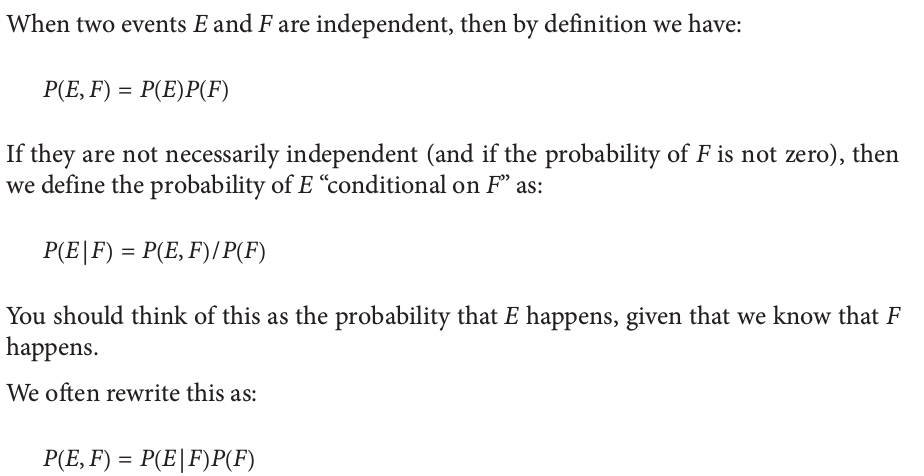 When two events E and F are independent, then by definition we have:
P(E, F) = P(E)P(F)
If they are not necessarily independent (and if the probability of F is not zero), then
we define the probability of E “conditional on F” as:
P(E|F) = P(E, F)/P(F)
You should think of this as the probability that E happens, given that we know that F
happens.
We often rewrite this as:
P(E, F) = P(E|F)P(F)